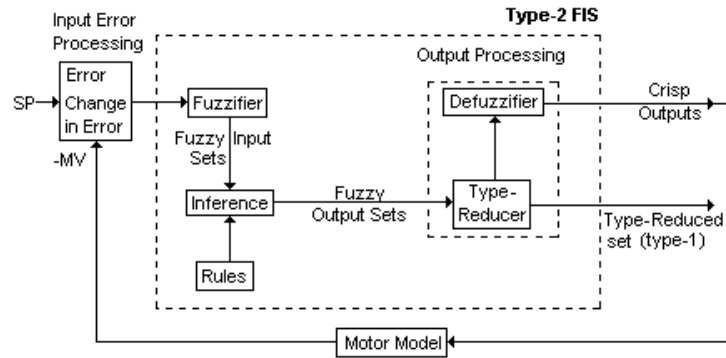 Type-2 FIS
Input Error
Processing
Output Processing
Error
Change
in Error
SP
-MV
Fuzzifier
Defuzzifier
Crisp
Outputs
Fuzzy Input
Sets
Inference
Fuzzy
Output Sets
Type-
Reducer
Type-Reduced
set (type-1)
Rules
Motor Model